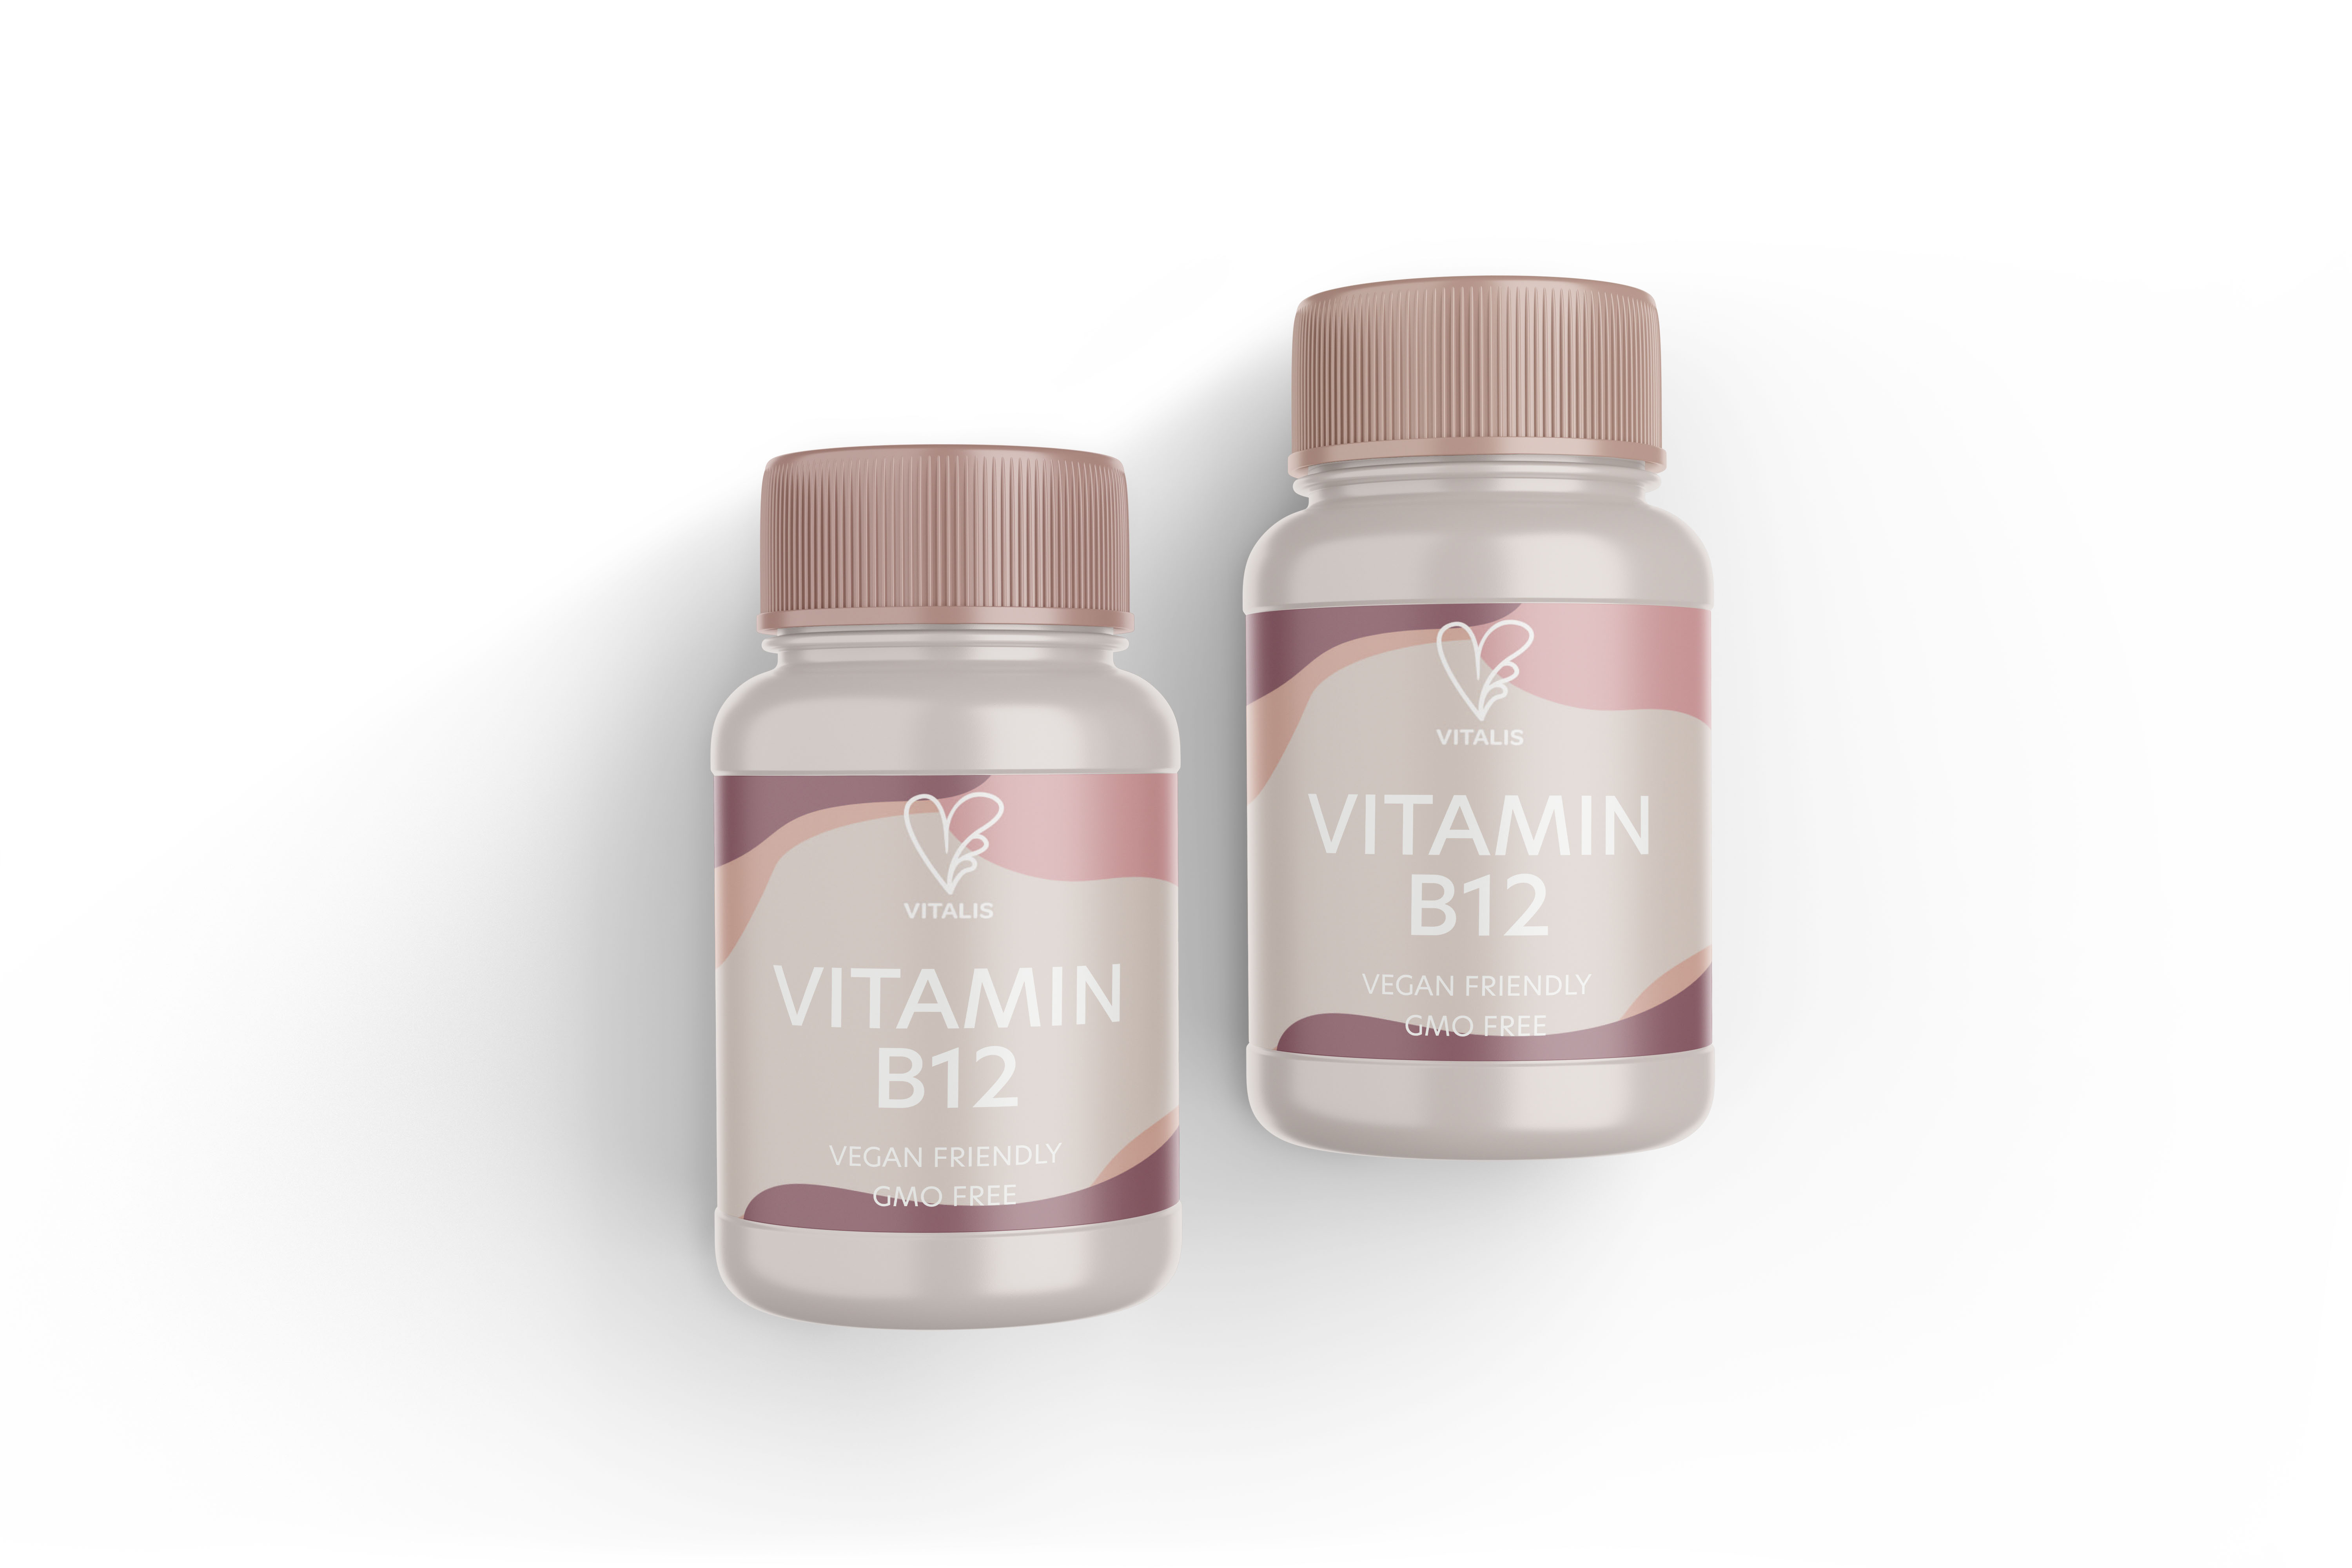 VITALIS
VITAMIN
B12
VEGAN FRIENDLY
GMO FREE
VITALIS
VITAMIN
B12
VEGAN FRIENDLY
GMO FREE